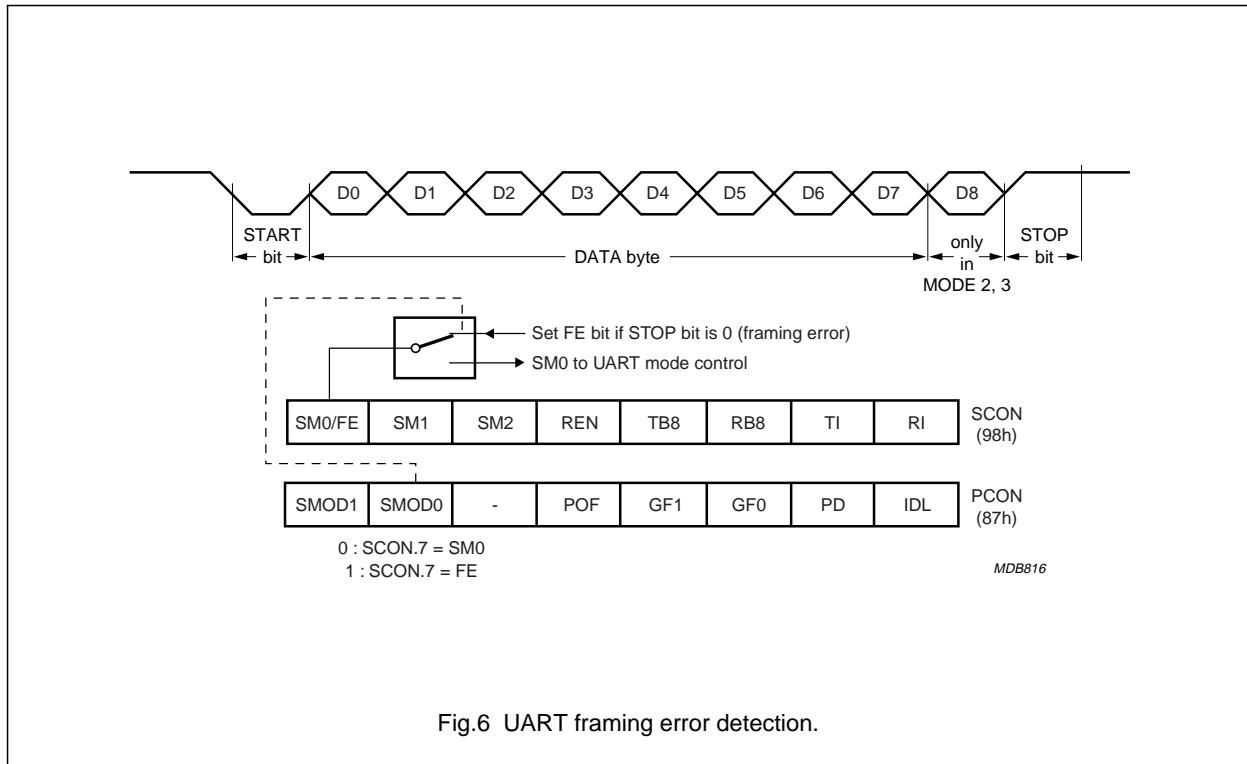 D0 D1 D2 D3 D4 D5 D6 D7 D8
START
bit
DATA byte
only
in
MODE 2, 3
STOP
bit
Set FE bit if STOP bit is 0 (framing error)
SM0 to UART mode control
SM0/FE SM1 SM2 REN TB8 RB8 TI RI
SCON
(98h)
SMOD1 SMOD0 - POF GF1 GF0 PD IDL
PCON
(87h)
0 : SCON.7 = SM0
1 : SCON.7 = FE
MDB816
Fig.6 UART framing error detection.